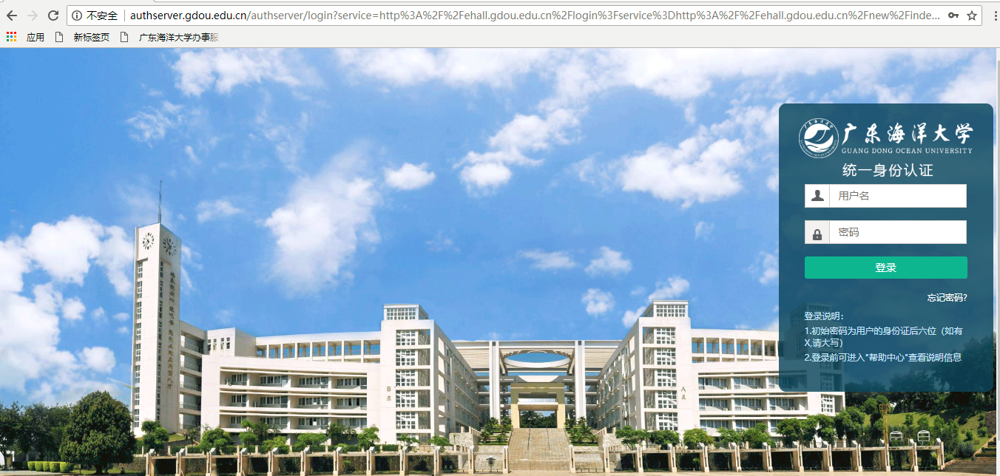 不安全 authserver.gdou.edu.cn/authserver/login?service=http%3A%2F%2Fehall.gdou.edu.cn%2Flogin%3Fservice%3Dhttp%3A%2F%2Fehall.gdou.edu.cn%2Fnew%2Finde...
应用 新标签页 广东海洋大学办事服
广东海洋大学
GUANG DONG OCEAN UNIVERSITY
统一身份认证
用户名
密码
登录
忘记密码?
登录说明：
1.初始密码为用户的身份证后六位（如有
X,请大写）
2.登录前可进入"帮助中心"查看说明信息
B
A